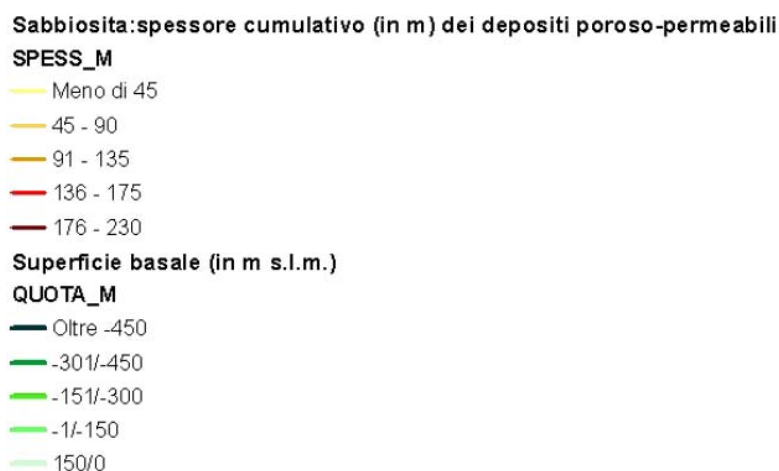 Sabbiosita:spessore cumulativo (in m) dei depositi poroso-permeabili
SPESS_M
Meno di 45
45 - 90
91 - 135
136 - 175
176 - 230
Superficie basale (in m s.l.m.)
QUOTA_M
Oltre -450
-301/-450
-151/-300
-1/-150
150/0